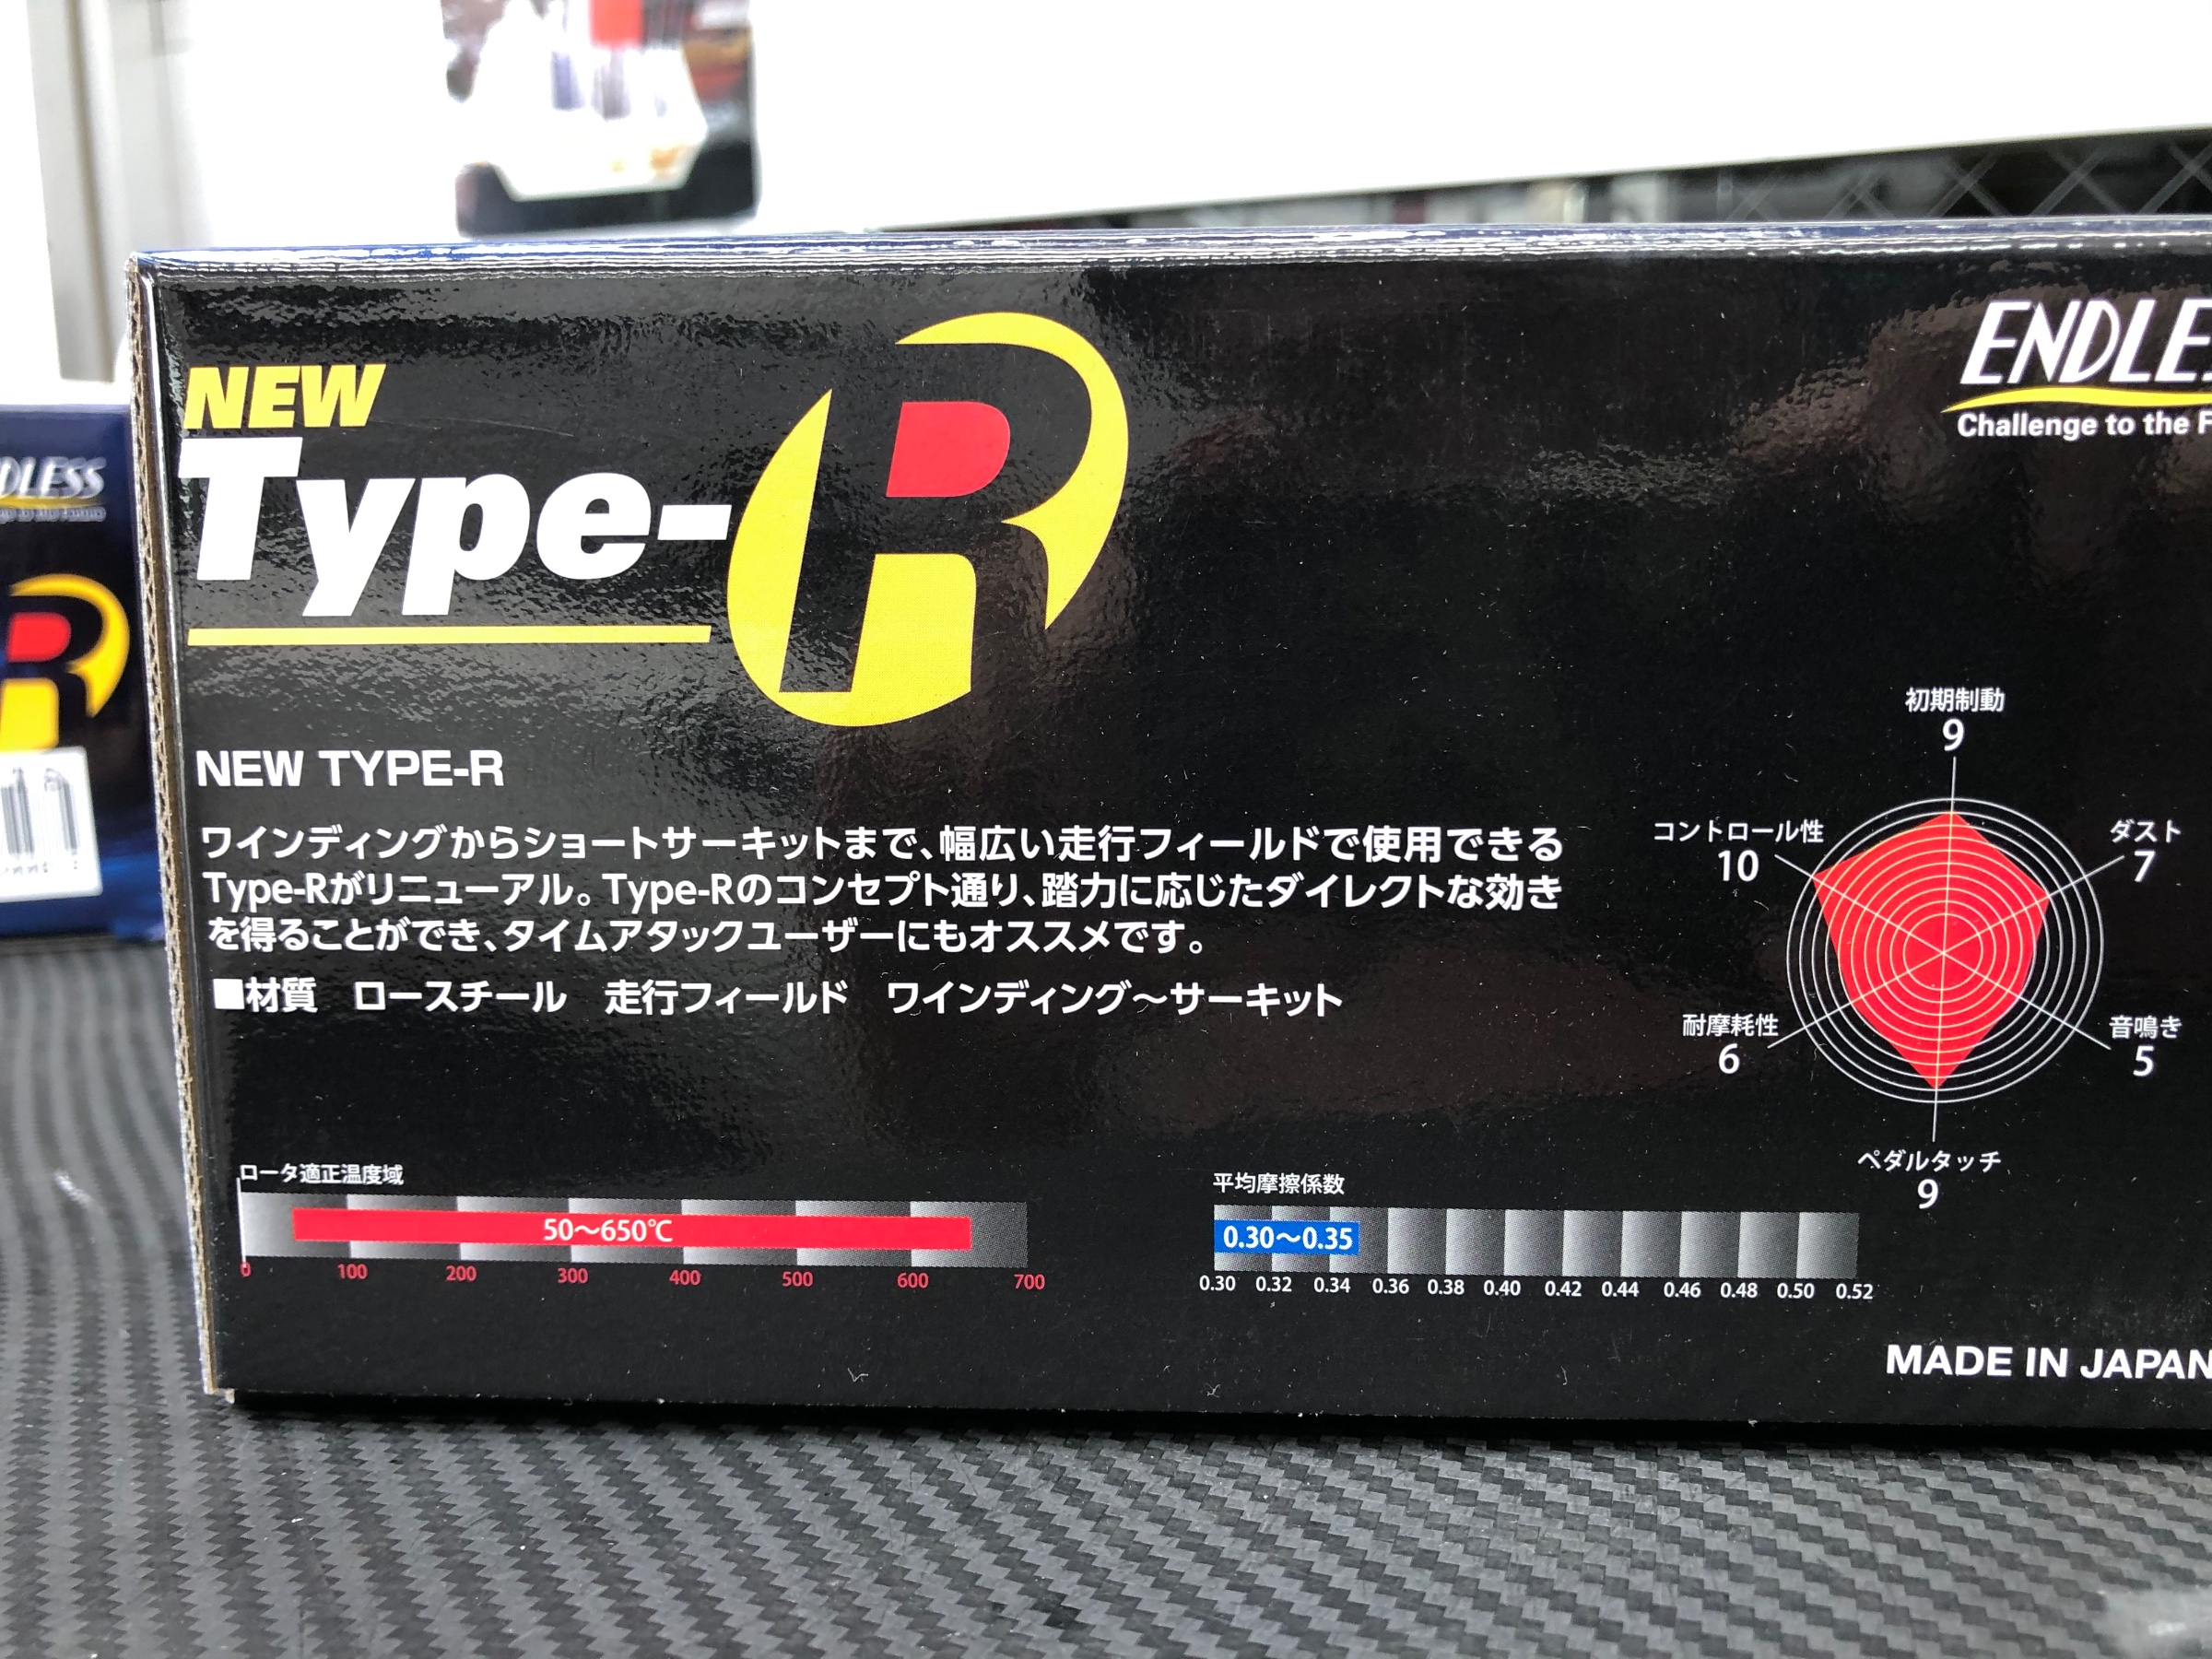 NEW
Type-R
ENDLES
Challenge to the F
DLESS
R
NEW TYPE-R
ワインディングからショートサーキットまで、幅広い走行フィールドで使用できる
Type-Rがリニューアル。Type-Rのコンセプト通り、踏力に応じたダイレクトな効き
を得ることができ、タイムアタックユーザーにもオススメです。
■材質 ロースチール 走行フィールド ワインディング〜サーキット
初期制動
9
コントロール性
10
ダスト
7
耐摩耗性
6
音鳴き
5
ペダルタッチ
9
ロータ適正温度域
50〜650℃
0 100 200 300 400 500 600 700
平均摩擦係数
0.30〜0.35
0.30 0.32 0.34 0.36 0.38 0.40 0.42 0.44 0.46 0.48 0.50 0.52
MADE IN JAPAN